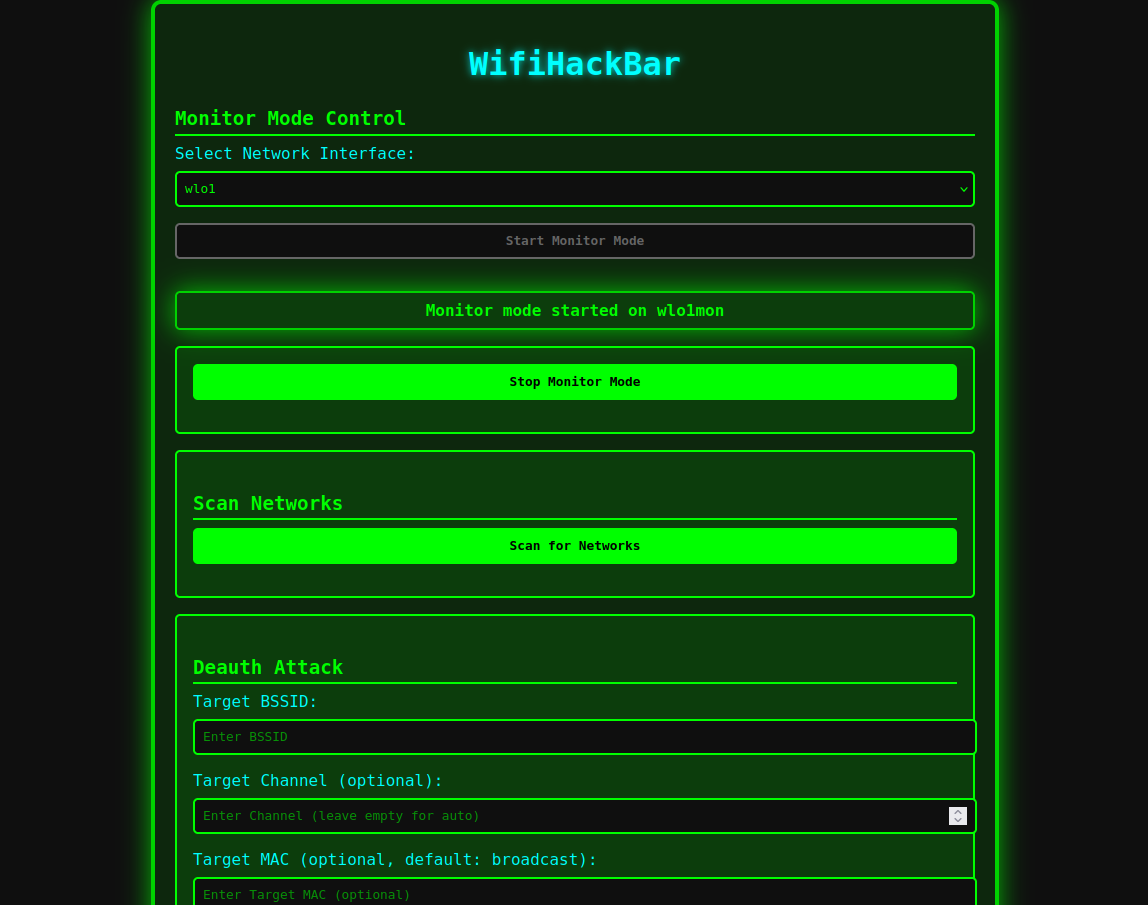 WifiHackBar
Monitor Mode Control
Select Network Interface:
wlo1
Start Monitor Mode
Monitor mode started on wlo1mon
Stop Monitor Mode
Scan Networks
Scan for Networks
Deauth Attack
Target BSSID:
Enter BSSID
Target Channel (optional):
Enter Channel (leave empty for auto)
Target MAC (optional, default: broadcast):
Enter Target MAC (optional)